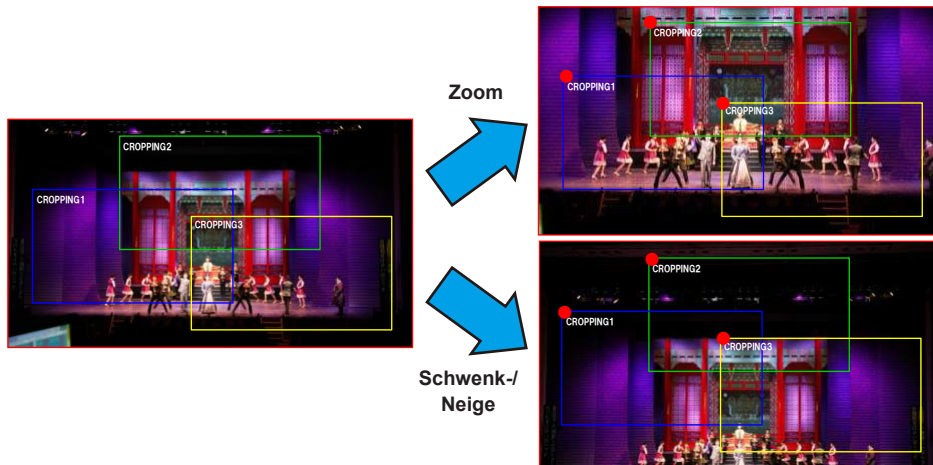 Zoom
CROPPING2
CROPPING1
CROPPING3
CROPPING2
CROPPING1
CROPPING3
Schwenk-/
Neige
CROPPING2
CROPPING1
CROPPING3